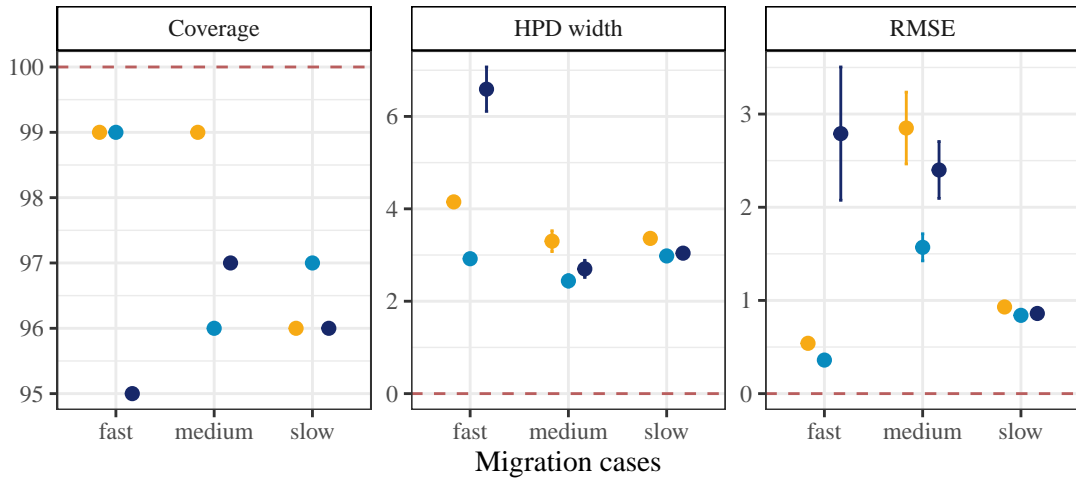 Coverage
HPD width
RMSE
100
99
98
97
96
95
6
4
2
0
3
2
1
0
fast medium slow
fast medium slow
fast medium slow
Migration cases